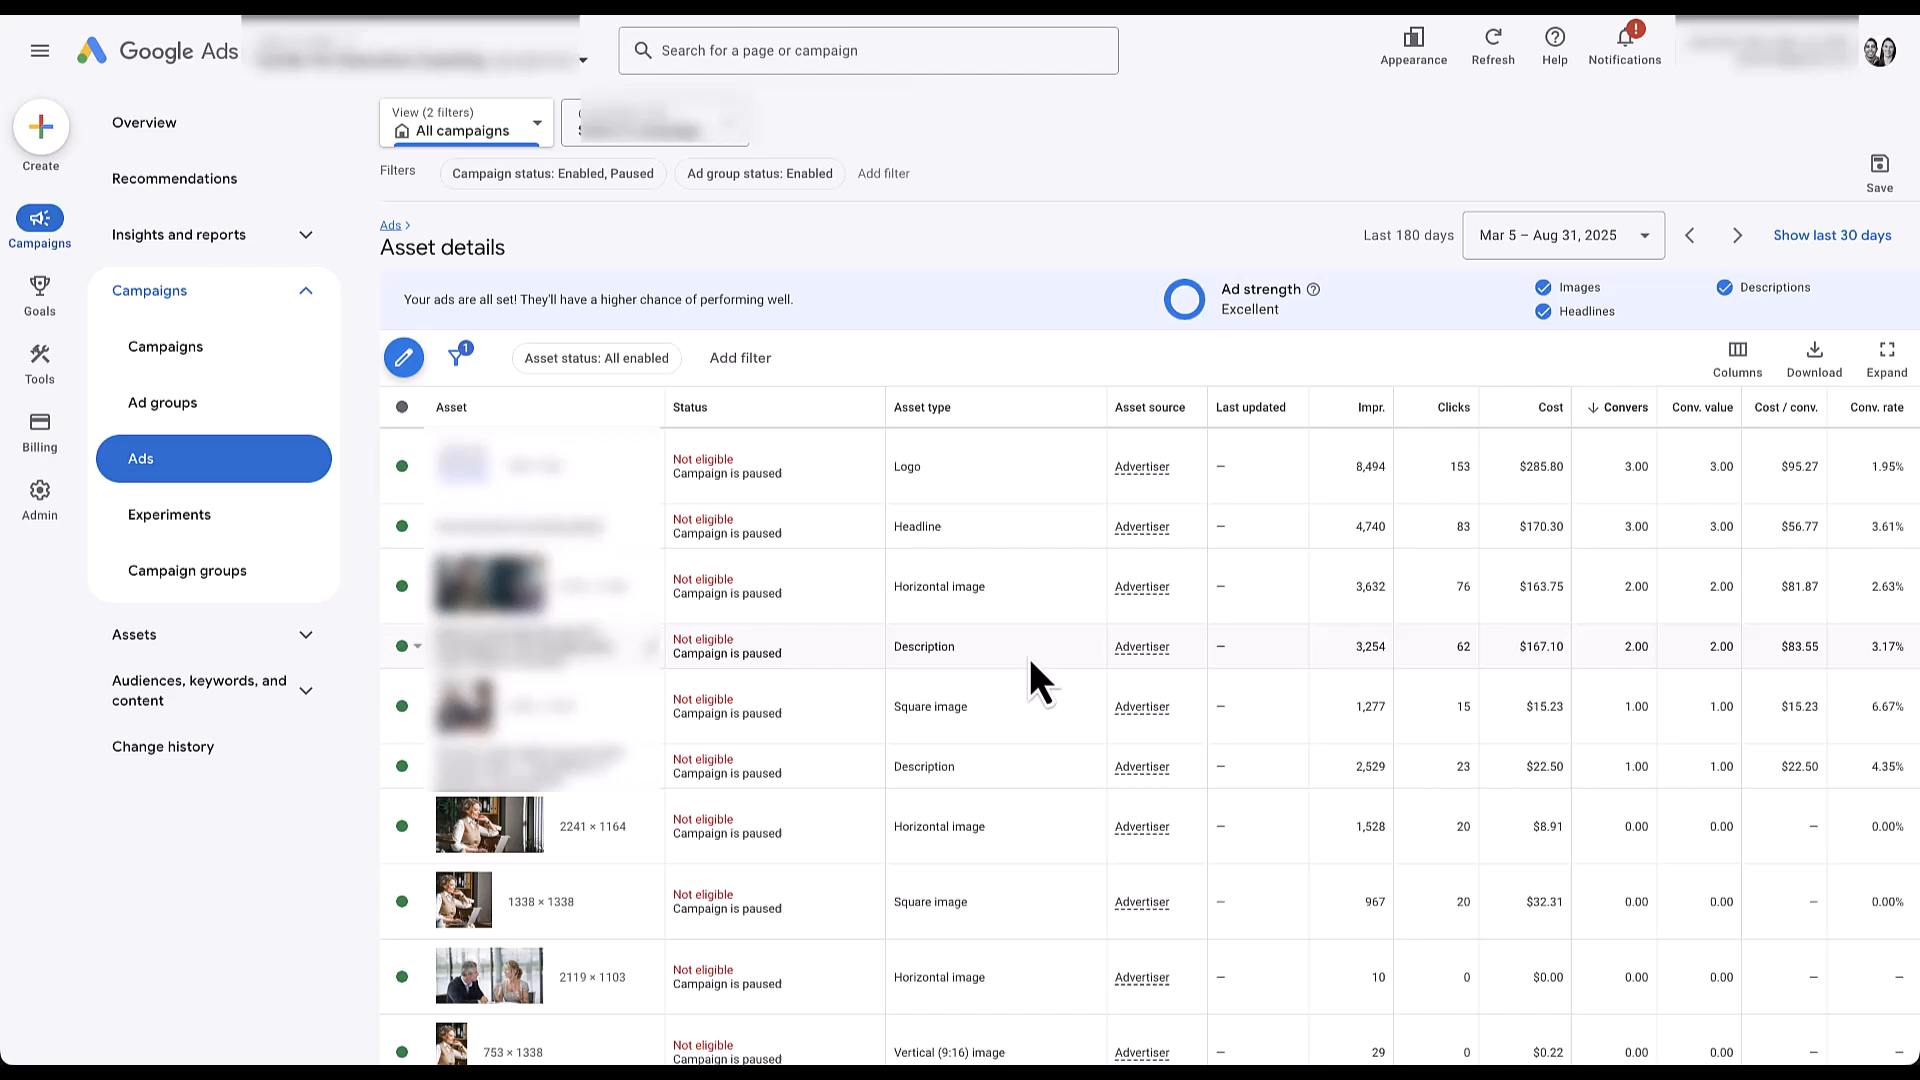 Google Ads
Search for a page or campaign
Appearance
Refresh
Help
Notifications
!
Create
Campaigns
Goals
Tools
Billing
Admin
Overview
Recommendations
Insights and reports
Campaigns
Campaigns
Ad groups
Ads
Experiments
Campaign groups
Assets
Audiences, keywords, and
content
Change history
View (2 filters)
All campaigns
Filters
Campaign status: Enabled, Paused
Ad group status: Enabled
Add filter
Save
Ads >
Asset details
Last 180 days
Mar 5 – Aug 31, 2025
Show last 30 days
Your ads are all set! They'll have a higher chance of performing well.
Ad strength
Excellent
Images
Headlines
Descriptions
1
Asset status: All enabled
Add filter
Columns
Download
Expand
Asset Status Asset type Asset source Last updated Impr. Clicks Cost Convers Conv. value Cost / conv. Conv. rate
Not eligible
Campaign is paused
Logo Advertiser – 8,494 153 $285.80 3.00 3.00 $95.27 1.95%
Not eligible
Campaign is paused
Headline Advertiser – 4,740 83 $170.30 3.00 3.00 $56.77 3.61%
Not eligible
Campaign is paused
Horizontal image Advertiser – 3,632 76 $163.75 2.00 2.00 $81.87 2.63%
Not eligible
Campaign is paused
Description Advertiser – 3,254 62 $167.10 2.00 2.00 $83.55 3.17%
Not eligible
Campaign is paused
Square image Advertiser – 1,277 15 $15.23 1.00 1.00 $15.23 6.67%
Not eligible
Campaign is paused
Description Advertiser – 2,529 23 $22.50 1.00 1.00 $22.50 4.35%
2241 × 1164
Not eligible
Campaign is paused
Horizontal image Advertiser – 1,528 20 $8.91 0.00 0.00 – 0.00%
1338 × 1338
Not eligible
Campaign is paused
Square image Advertiser – 967 20 $32.31 0.00 0.00 – 0.00%
2119 × 1103
Not eligible
Campaign is paused
Horizontal image Advertiser – 10 0 $0.00 0.00 0.00 – –
753 × 1338
Not eligible
Campaign is paused
Vertical (9:16) image Advertiser – 29 0 $0.22 0.00 0.00 – –